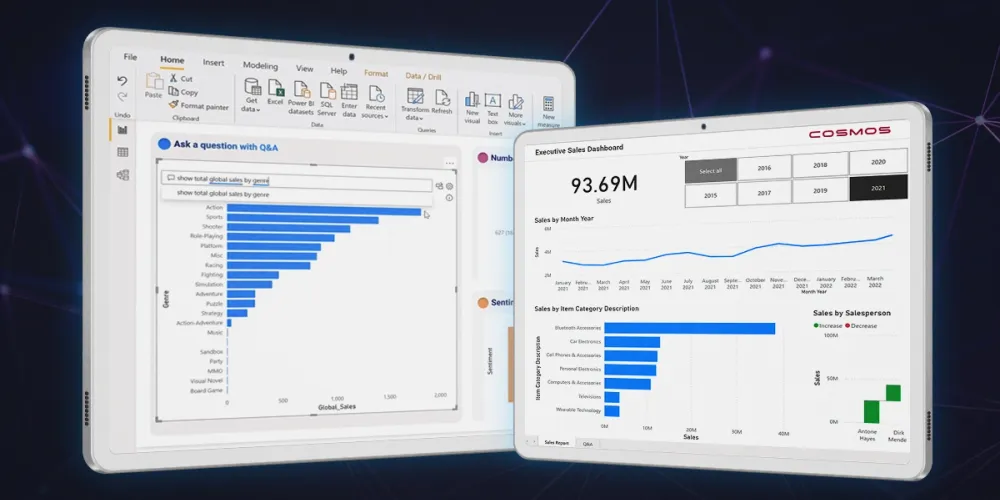 File Home Insert Modeling View Help Format Data / Drill
Cut
Copy
Format painter
Paste
Undo
Clipboard
Get data
Excel
Power BI datasets
SQL Server
Enter data
Recent sources
Data
Transform data
Refresh
Queries
New visual
Text box
More visuals
Insert
New measure
Ask a question with Q&A
show total global sales by genre
show total global sales by genre
Genre
Action
Sports
Shooter
Role-Playing
Platform
Misc
Racing
Fighting
Simulation
Adventure
Puzzle
Strategy
Action-Adventure
Music
Sandbox
Party
MMO
Visual Novel
Board Game
0 500 1,000 1,500 2,000
Global_Sales
Numb
Sentin
Sentiment
Executive Sales Dashboard
COSMOS
93.69M
Sales
Year
Select all 2016 2018 2020
2015 2017 2019 2021
Sales by Month Year
Sales
2M
January 2021 Febru... 2021 March 2021 April 2021 May 2021 June 2021 July 2021 August 2021 Septe... 2021 October 2021 Nove... 2021 Dece... 2021 January 2022 Febru... 2022 March 2022
Month Year
Sales by Item Category Description
Item Category Description
Bluetooth Accessories
Car Electronics
Cell Phones & Accessories
Personal Electronics
Computers & Accessories
Televisions
Wearable Technology
0M 10M 20M 30M 40M
Sales
Sales by Salesperson
Increase Decrease
100M
50M
0M
Sales
Antone Hayes
Dirk Mende
Sales Report Q&A